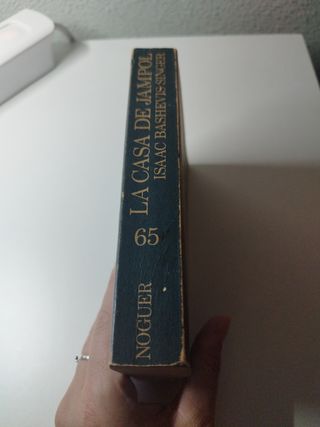 LA CASA DE JAMPOL
ISAAC BASHEVIS SINGER
65
NOGUER